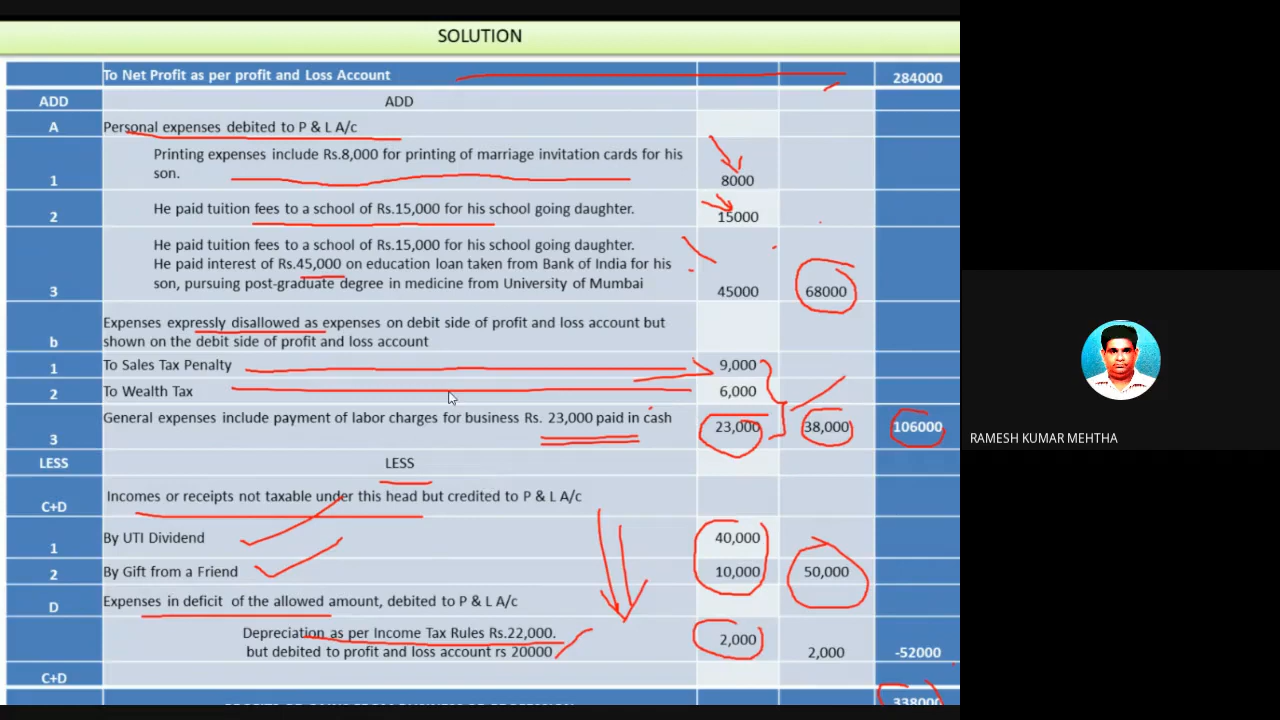 SOLUTION
To Net Profit as per profit and Loss Account 284000
ADD ADD
A Personal expenses debited to P & L A/c
Printing expenses include Rs.8,000 for printing of marriage invitation cards for his
son.
1 8000
2 He paid tuition fees to a school of Rs.15,000 for his school going daughter. 15000
He paid tuition fees to a school of Rs.15,000 for his school going daughter.
He paid interest of Rs.45,000 on education loan taken from Bank of India for his
son, pursuing post-graduate degree in medicine from University of Mumbai
3 45000 68000
Expenses expressly disallowed as expenses on debit side of profit and loss account but
b shown on the debit side of profit and loss account
1 To Sales Tax Penalty 9,000
2 To Wealth Tax 6,000
General expenses include payment of labor charges for business Rs. 23,000 paid in cash
3 23,000 38,000 106000
LESS LESS
C+D Incomes or receipts not taxable under this head but credited to P & L A/c
1 By UTI Dividend 40,000
2 By Gift from a Friend 10,000 50,000
D Expenses in deficit of the allowed amount, debited to P & L A/c
Depreciation as per Income Tax Rules Rs.22,000. 2,000
but debited to profit and loss account rs 20000 2,000 -52000
C+D
338000
RAMESH KUMAR MEHTHA